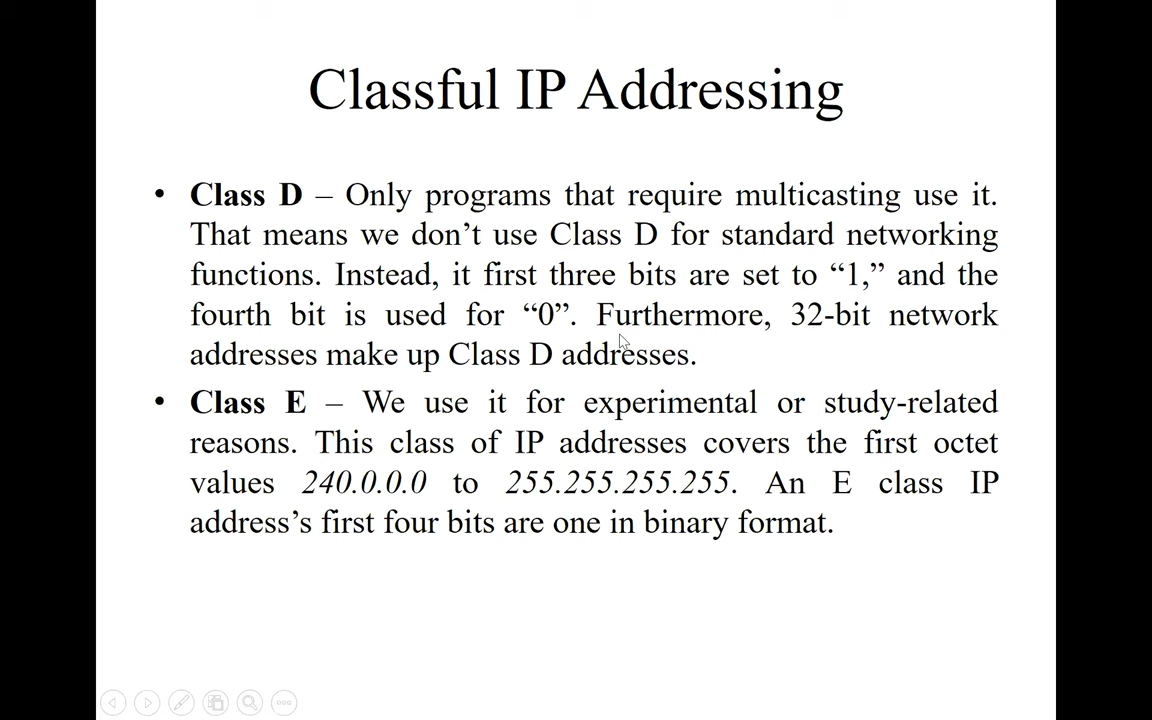 Classful IP Addressing
• Class D – Only programs that require multicasting use it.
That means we don’t use Class D for standard networking
functions. Instead, it first three bits are set to “1,” and the
fourth bit is used for “0”. Furthermore, 32-bit network
addresses make up Class D addresses.
• Class E – We use it for experimental or study-related
reasons. This class of IP addresses covers the first octet
values 240.0.0.0 to 255.255.255.255. An E class IP
address’s first four bits are one in binary format.